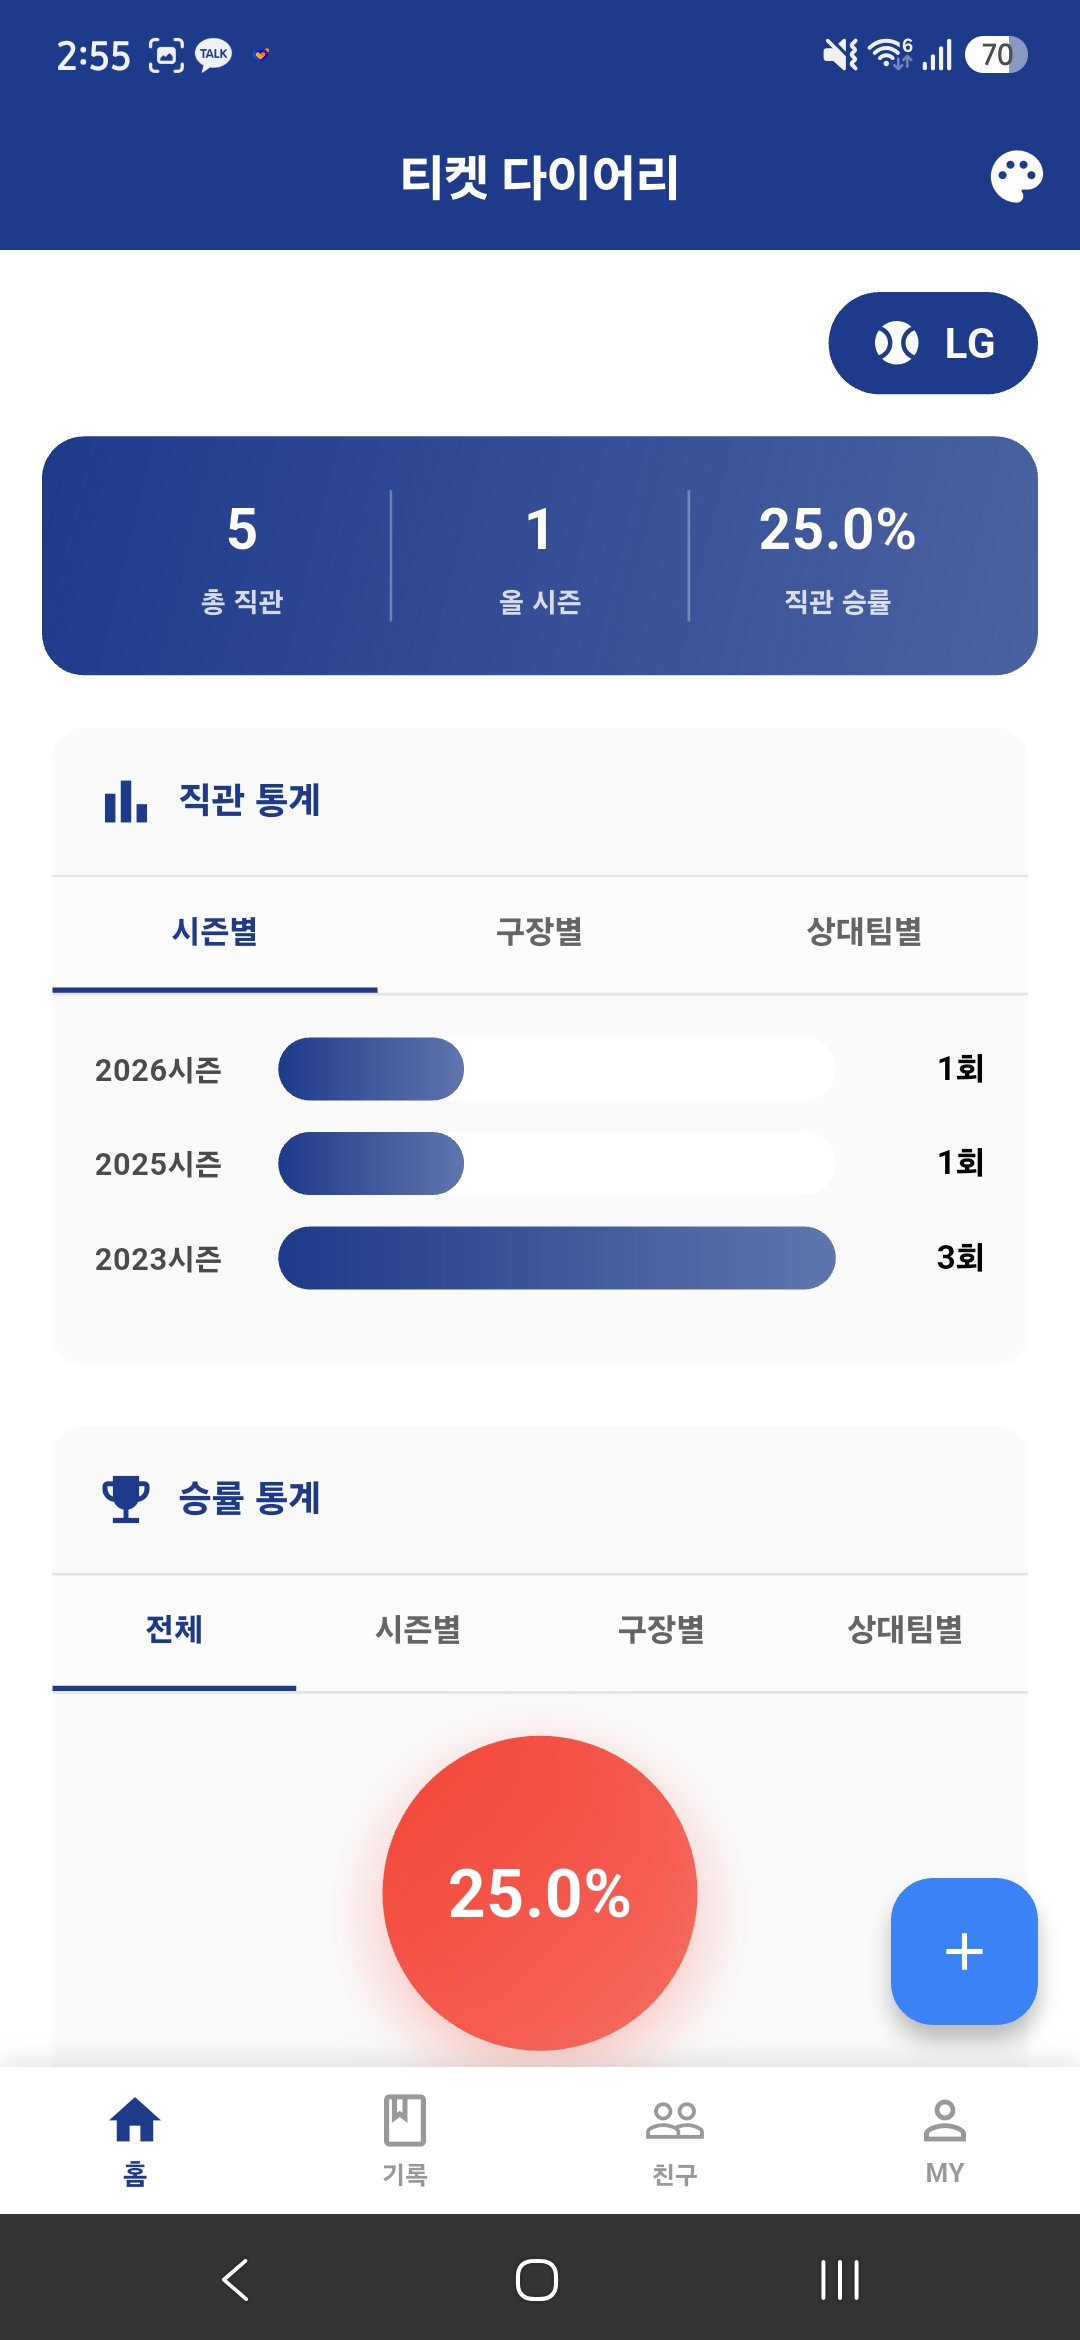 2:55 TALK 6 70
티켓 다이어리
LG
5 1 25.0%
총 직관 올 시즌 직관 승률
직관 통계
시즌별 구장별 상대팀별
2026시즌 1회
2025시즌 1회
2023시즌 3회
승률 통계
전체 시즌별 구장별 상대팀별
25.0%
+
홈 기록 친구 MY